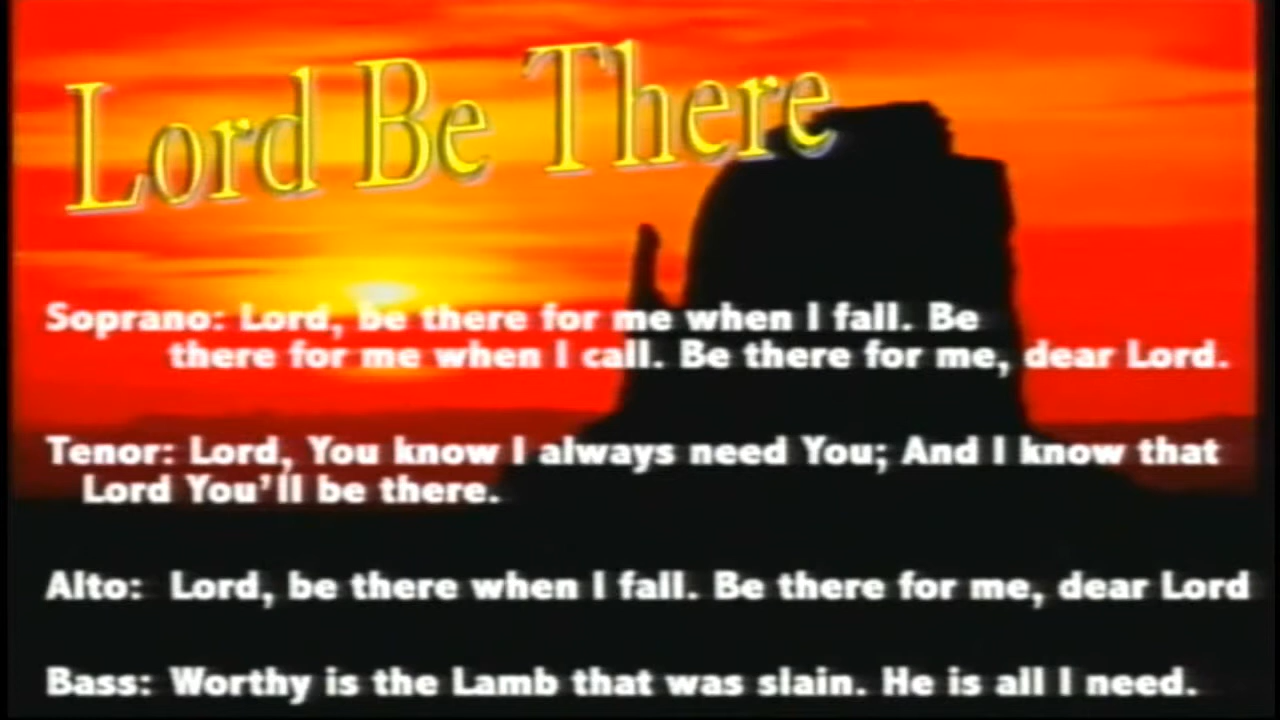 Lord Be There
Soprano: Lord, be there for me when I fall. Be
there for me when I call. Be there for me, dear Lord.
Tenor: Lord, You know I always need You; And I know that
Lord You'll be there.
Alto: Lord, be there when I fall. Be there for me, dear Lord
Bass: Worthy is the Lamb that was slain. He is all I need.